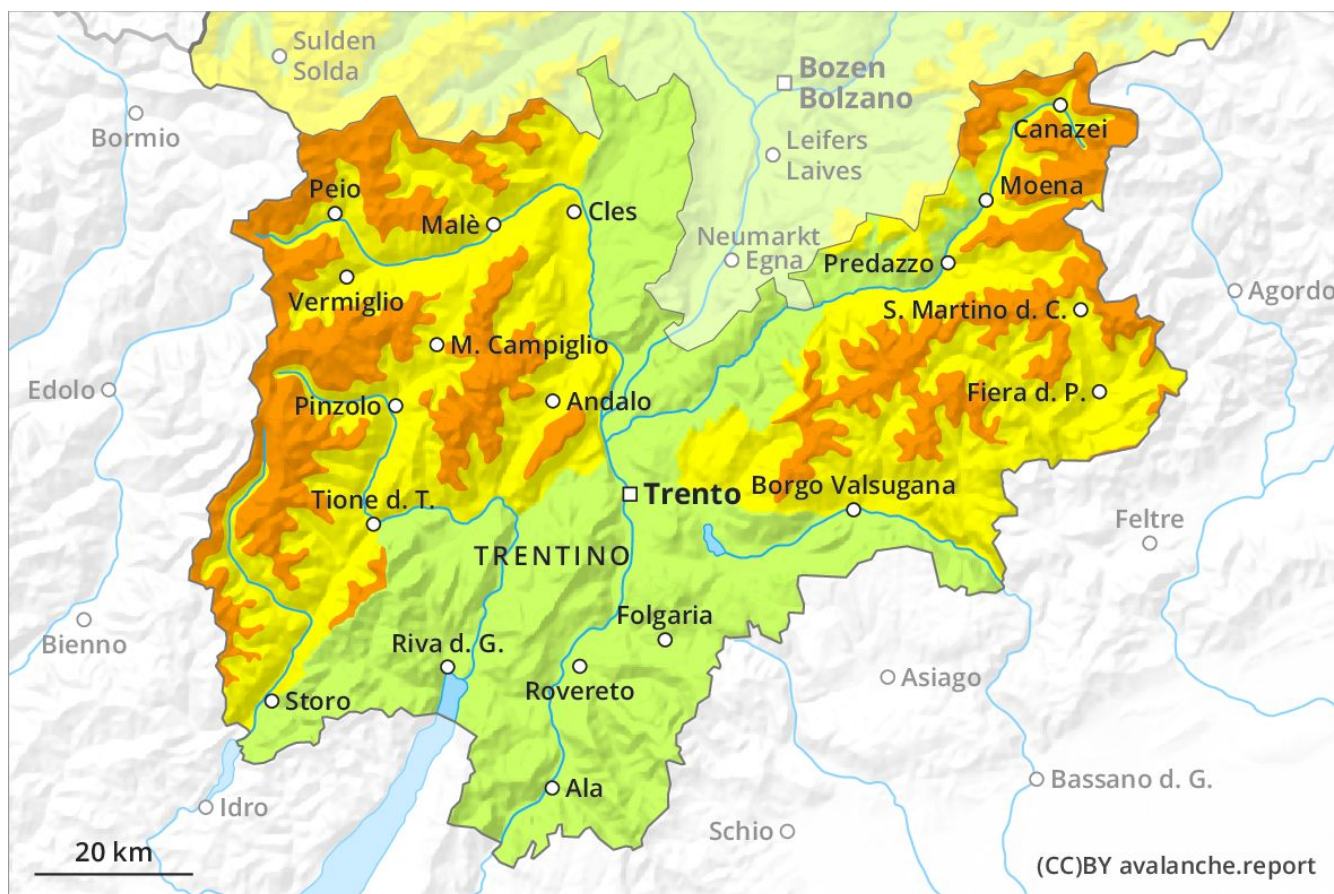 Sulden
Solda
Bormio
Bozen
Bolzano
Leifers
Laives
Canazei
Moena
Peio
Malè
Cles
Neumarkt
Egna
Predazzo
Vermiglio
Agordo
S. Martino d. C.
M. Campiglio
Edolo
Pinzolo
Andalo
Fiera d. P.
Trento
Borgo Valsugana
Tione d. T.
Feltre
TRENTINO
Bienno
Folgaria
Riva d. G.
Rovereto
Asiago
Storo
Ala
Bassano d. G.
Idro
Schio
20 km
(CC)BY avalanche.report